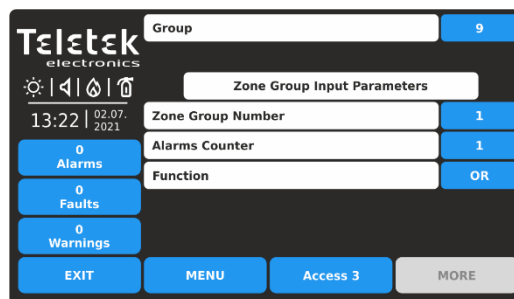 Teletek
electronics
Group 9
Zone Group Input Parameters
13:22 02.07.
2021
Zone Group Number 1
Alarms Counter 1
Function OR
0
Alarms
0
Faults
0
Warnings
EXIT MENU Access 3 MORE